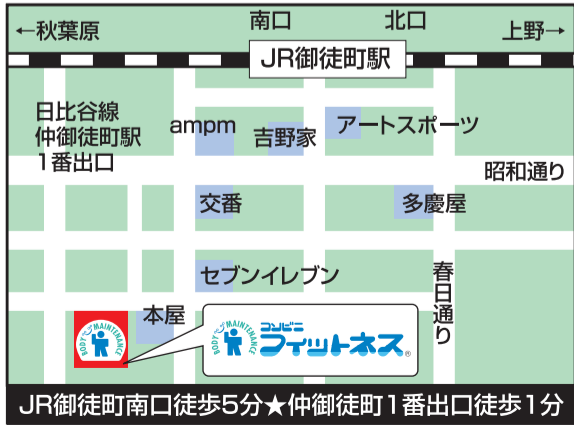 ←秋葉原
南口
北口
上野→
JR御徒町駅
日比谷線
仲御徒町駅
1番出口
ampm
吉野家
アートスポーツ
昭和通り
交番
多慶屋
セブンイレブン
春日通り
本屋
BODY MAINTENANCE
BODY MAINTENANCE
コンビニ
フィットネス®
JR御徒町南口徒歩5分★仲御徒町1番出口徒歩1分